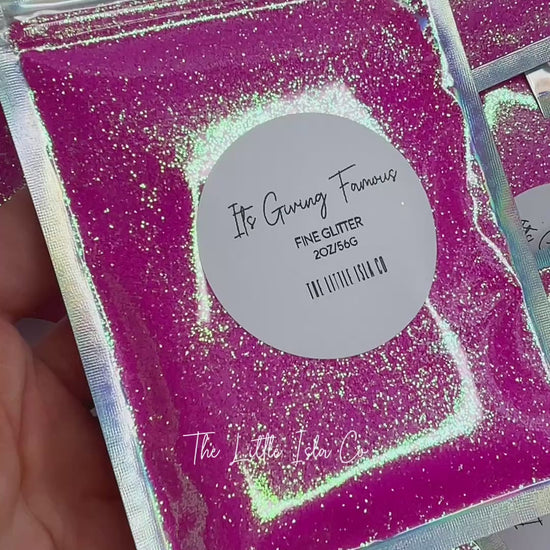 It's Giving Famous
FINE GLITTER
2OZ/56G
THE LITTLE ISLA CO
The Little Isla Co